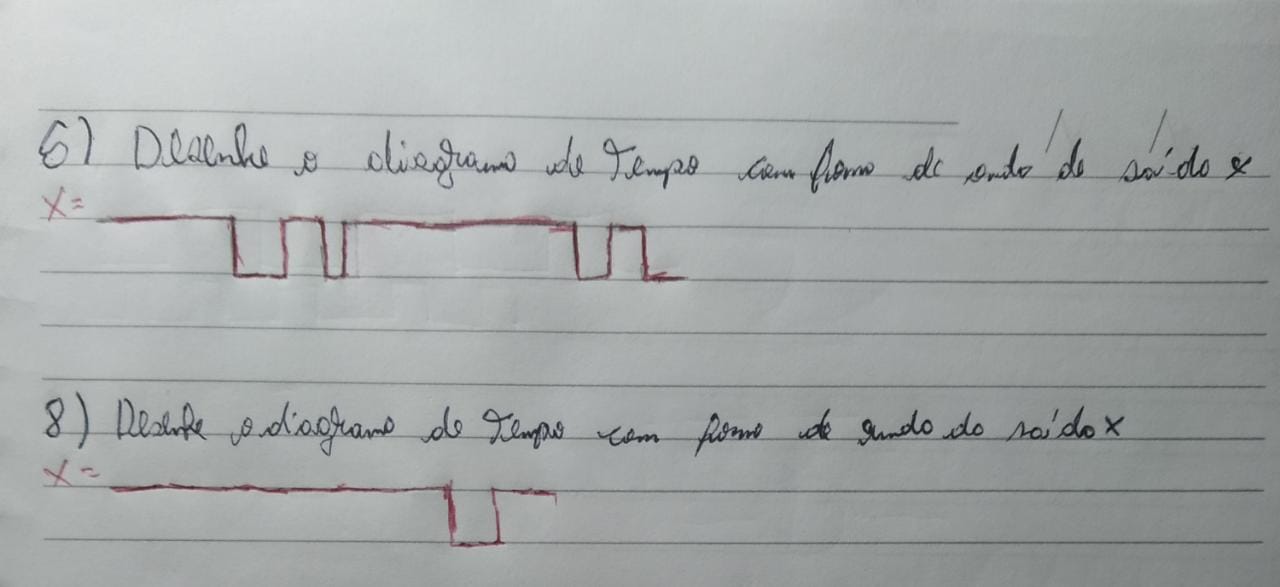 6) Desenhe o diagrama de Tempo com forma de onda da saída x
X=
8) Desenhe o diagrama de Tempo com forma de onda da saída x
X=